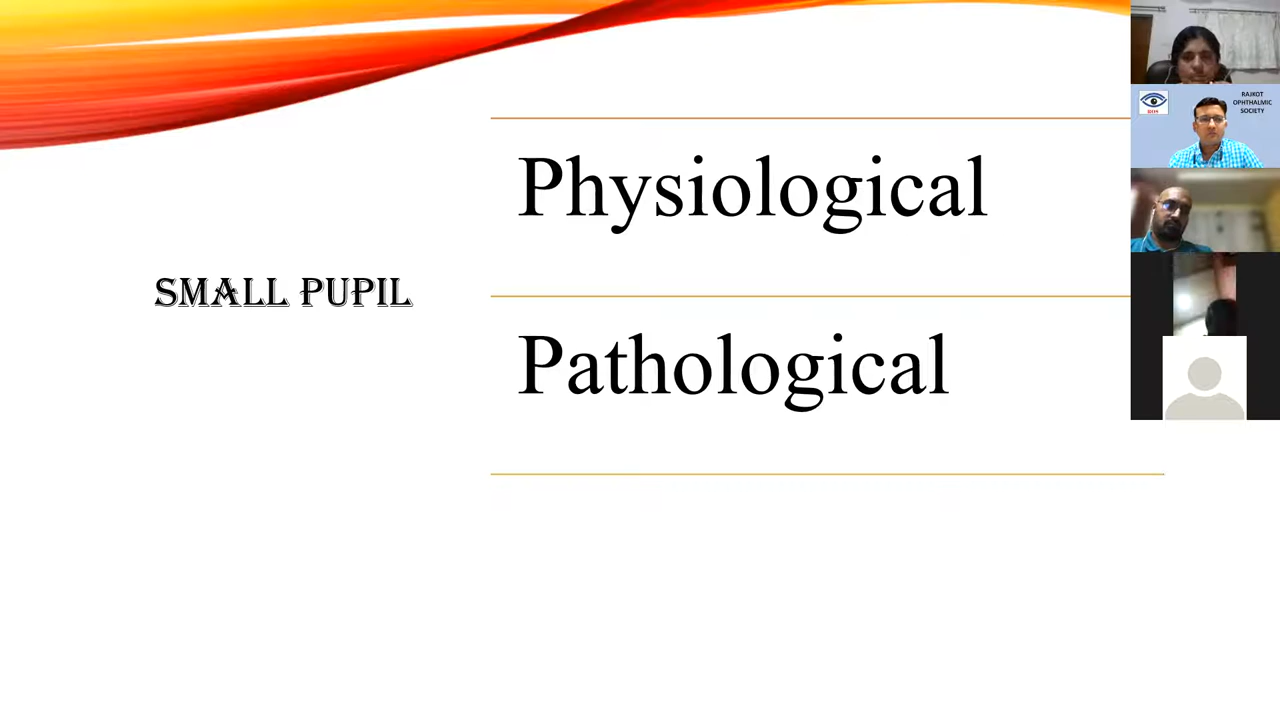 SMALL PUPIL
Physiological
Pathological
RAJKOT
OPHTHALMIC
SOCIETY